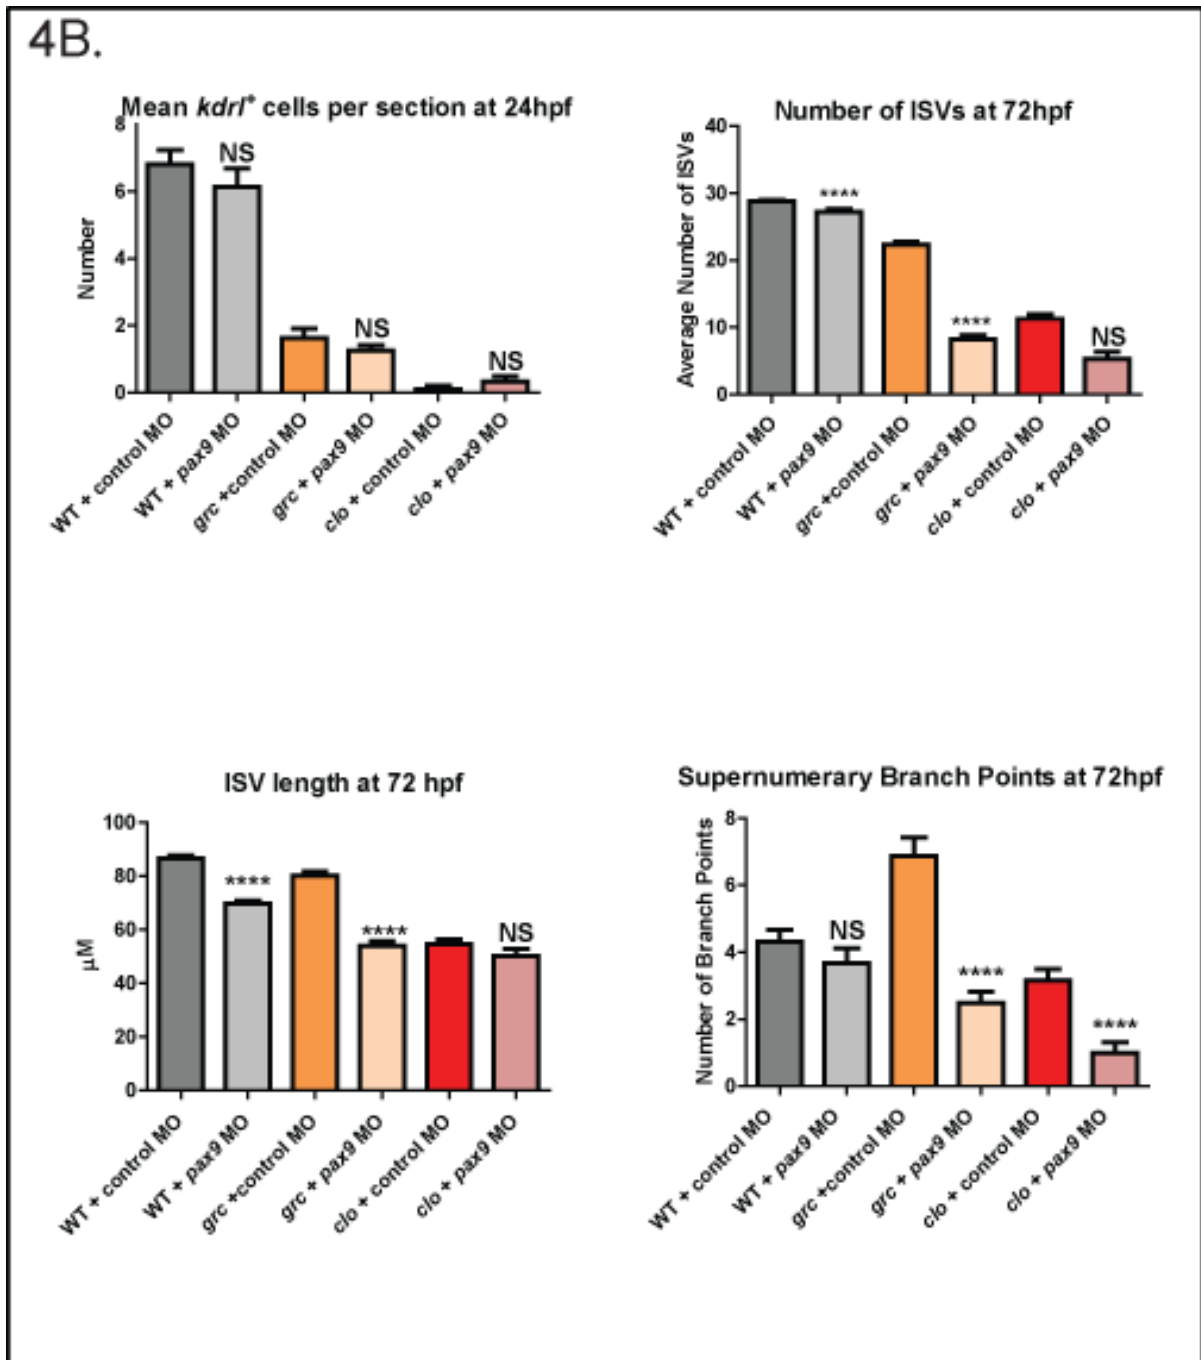 4B.
Mean kdrl+ cells per section at 24hpf
Number
8
6
4
2
0
NS
NS
NS
WT + control MO
WT + pax9 MO
grc +control MO
grc + pax9 MO
clo + control MO
clo + pax9 MO
Number of ISVs at 72hpf
Average Number of ISVs
40
30
20
10
0
****
****
NS
WT + control MO
WT + pax9 MO
grc +control MO
grc + pax9 MO
clo + control MO
clo + pax9 MO
ISV length at 72 hpf
µM
100
80
60
40
20
0
****
****
NS
WT + control MO
WT + pax9 MO
grc +control MO
grc + pax9 MO
clo + control MO
clo + pax9 MO
Supernumerary Branch Points at 72hpf
Number of Branch Points
8
6
4
2
0
NS
****
****
WT + control MO
WT + pax9 MO
grc +control MO
grc + pax9 MO
clo + control MO
clo + pax9 MO